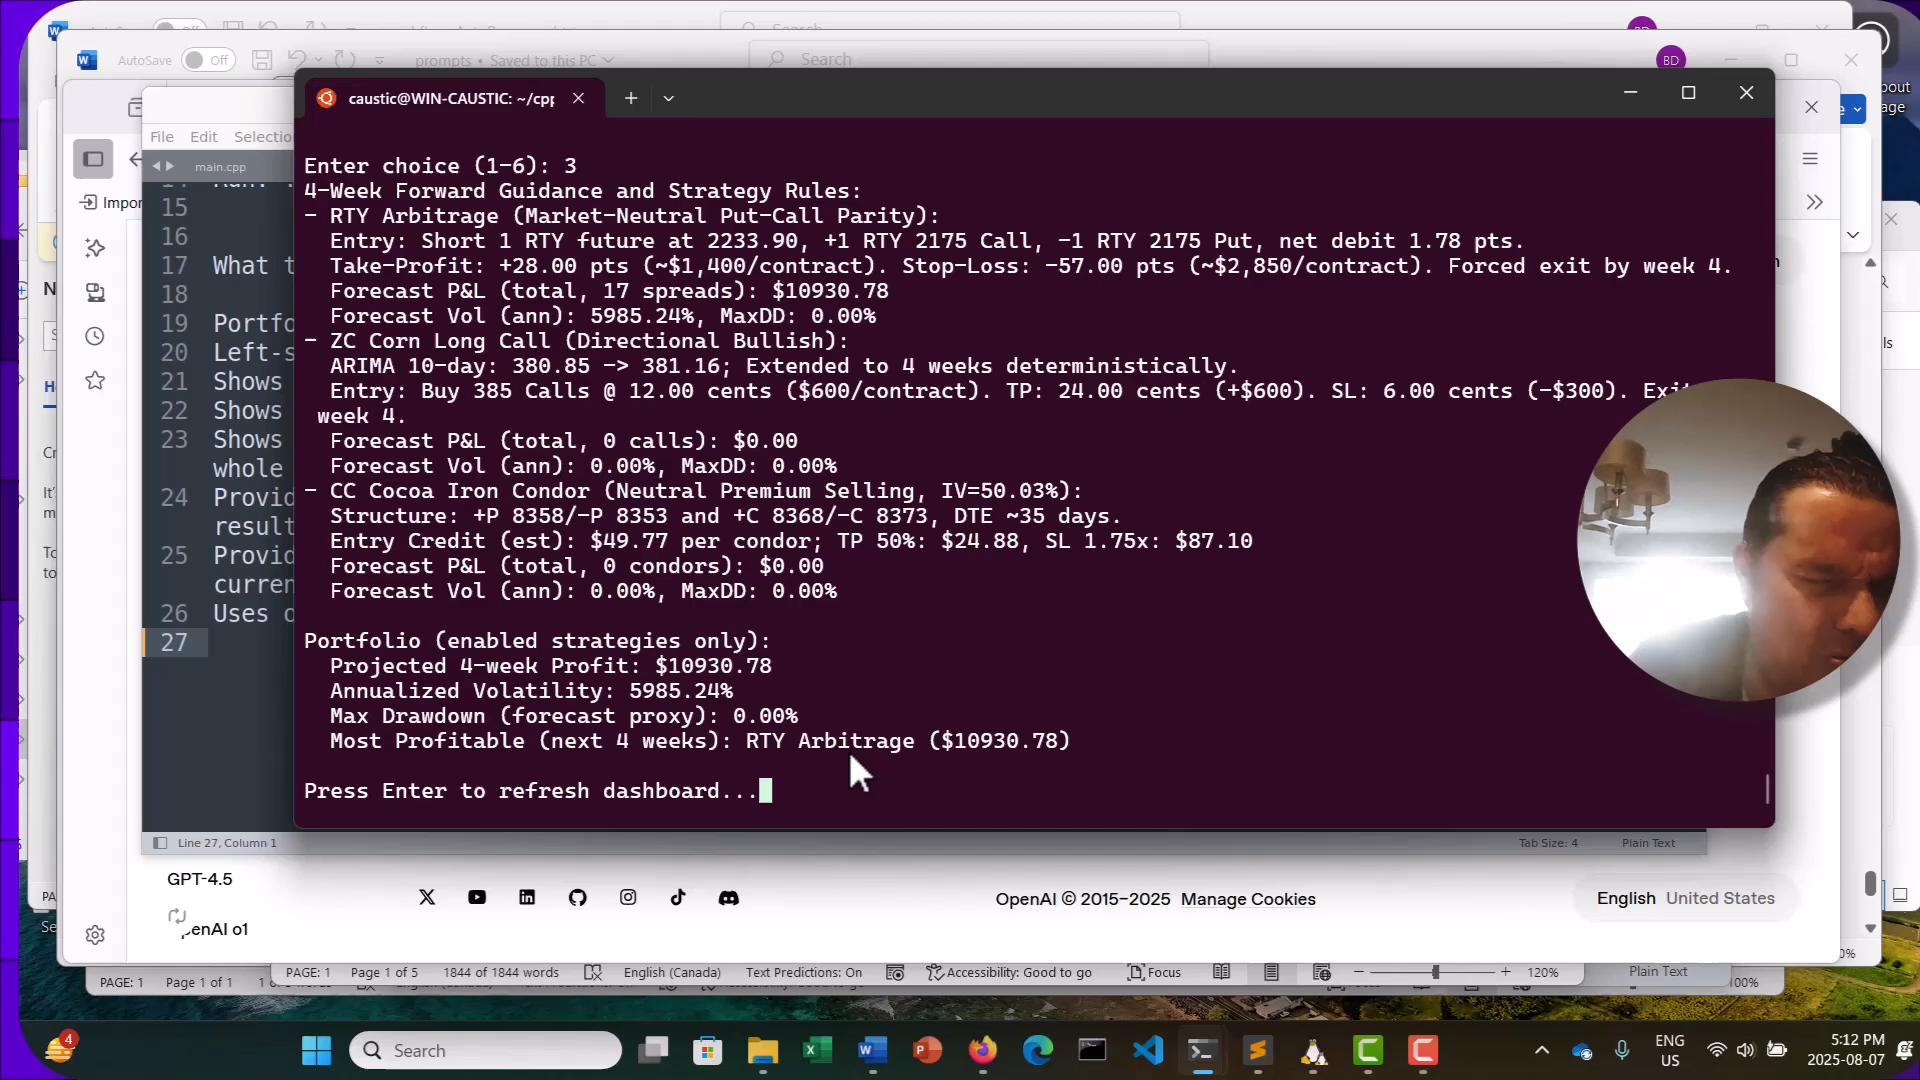 AutoSave Off prompts • Saved to this PC Search BD
caustic@WIN-CAUSTIC: ~/cpp
File Edit Selectio
main.cpp
Enter choice (1-6): 3
4-Week Forward Guidance and Strategy Rules:
- RTY Arbitrage (Market-Neutral Put-Call Parity):
Entry: Short 1 RTY future at 2233.90, +1 RTY 2175 Call, -1 RTY 2175 Put, net debit 1.78 pts.
Take-Profit: +28.00 pts (~$1,400/contract). Stop-Loss: -57.00 pts (~$2,850/contract). Forced exit by week 4.
Forecast P&L (total, 17 spreads): $10930.78
Forecast Vol (ann): 5985.24%, MaxDD: 0.00%
- ZC Corn Long Call (Directional Bullish):
ARIMA 10-day: 380.85 -> 381.16; Extended to 4 weeks deterministically.
Entry: Buy 385 Calls @ 12.00 cents ($600/contract). TP: 24.00 cents (+$600). SL: 6.00 cents (-$300). Exit
week 4.
Forecast P&L (total, 0 calls): $0.00
Forecast Vol (ann): 0.00%, MaxDD: 0.00%
- CC Cocoa Iron Condor (Neutral Premium Selling, IV=50.03%):
Structure: +P 8358/-P 8353 and +C 8368/-C 8373, DTE ~35 days.
Entry Credit (est): $49.77 per condor; TP 50%: $24.88, SL 1.75x: $87.10
Forecast P&L (total, 0 condors): $0.00
Forecast Vol (ann): 0.00%, MaxDD: 0.00%
Portfolio (enabled strategies only):
Projected 4-week Profit: $10930.78
Annualized Volatility: 5985.24%
Max Drawdown (forecast proxy): 0.00%
Most Profitable (next 4 weeks): RTY Arbitrage ($10930.78)
Press Enter to refresh dashboard...
Impor
15
16
17 What t
18
19 Portfo
20 Left-s
21 Shows
22 Shows
23 Shows
whole
24 Provid
result
25 Provid
curren
26 Uses o
27
Line 27, Column 1 Tab Size: 4 Plain Text
GPT-4.5
OpenAI © 2015–2025 Manage Cookies English United States
enAI o1
PAGE: 1 Page 1 of 5 1844 of 1844 words English (Canada) Text Predictions: On Accessibility: Good to go Focus 120% Plain Text
PAGE: 1 Page 1 of 1
4 Search ENG US 5:12 PM 2025-08-07